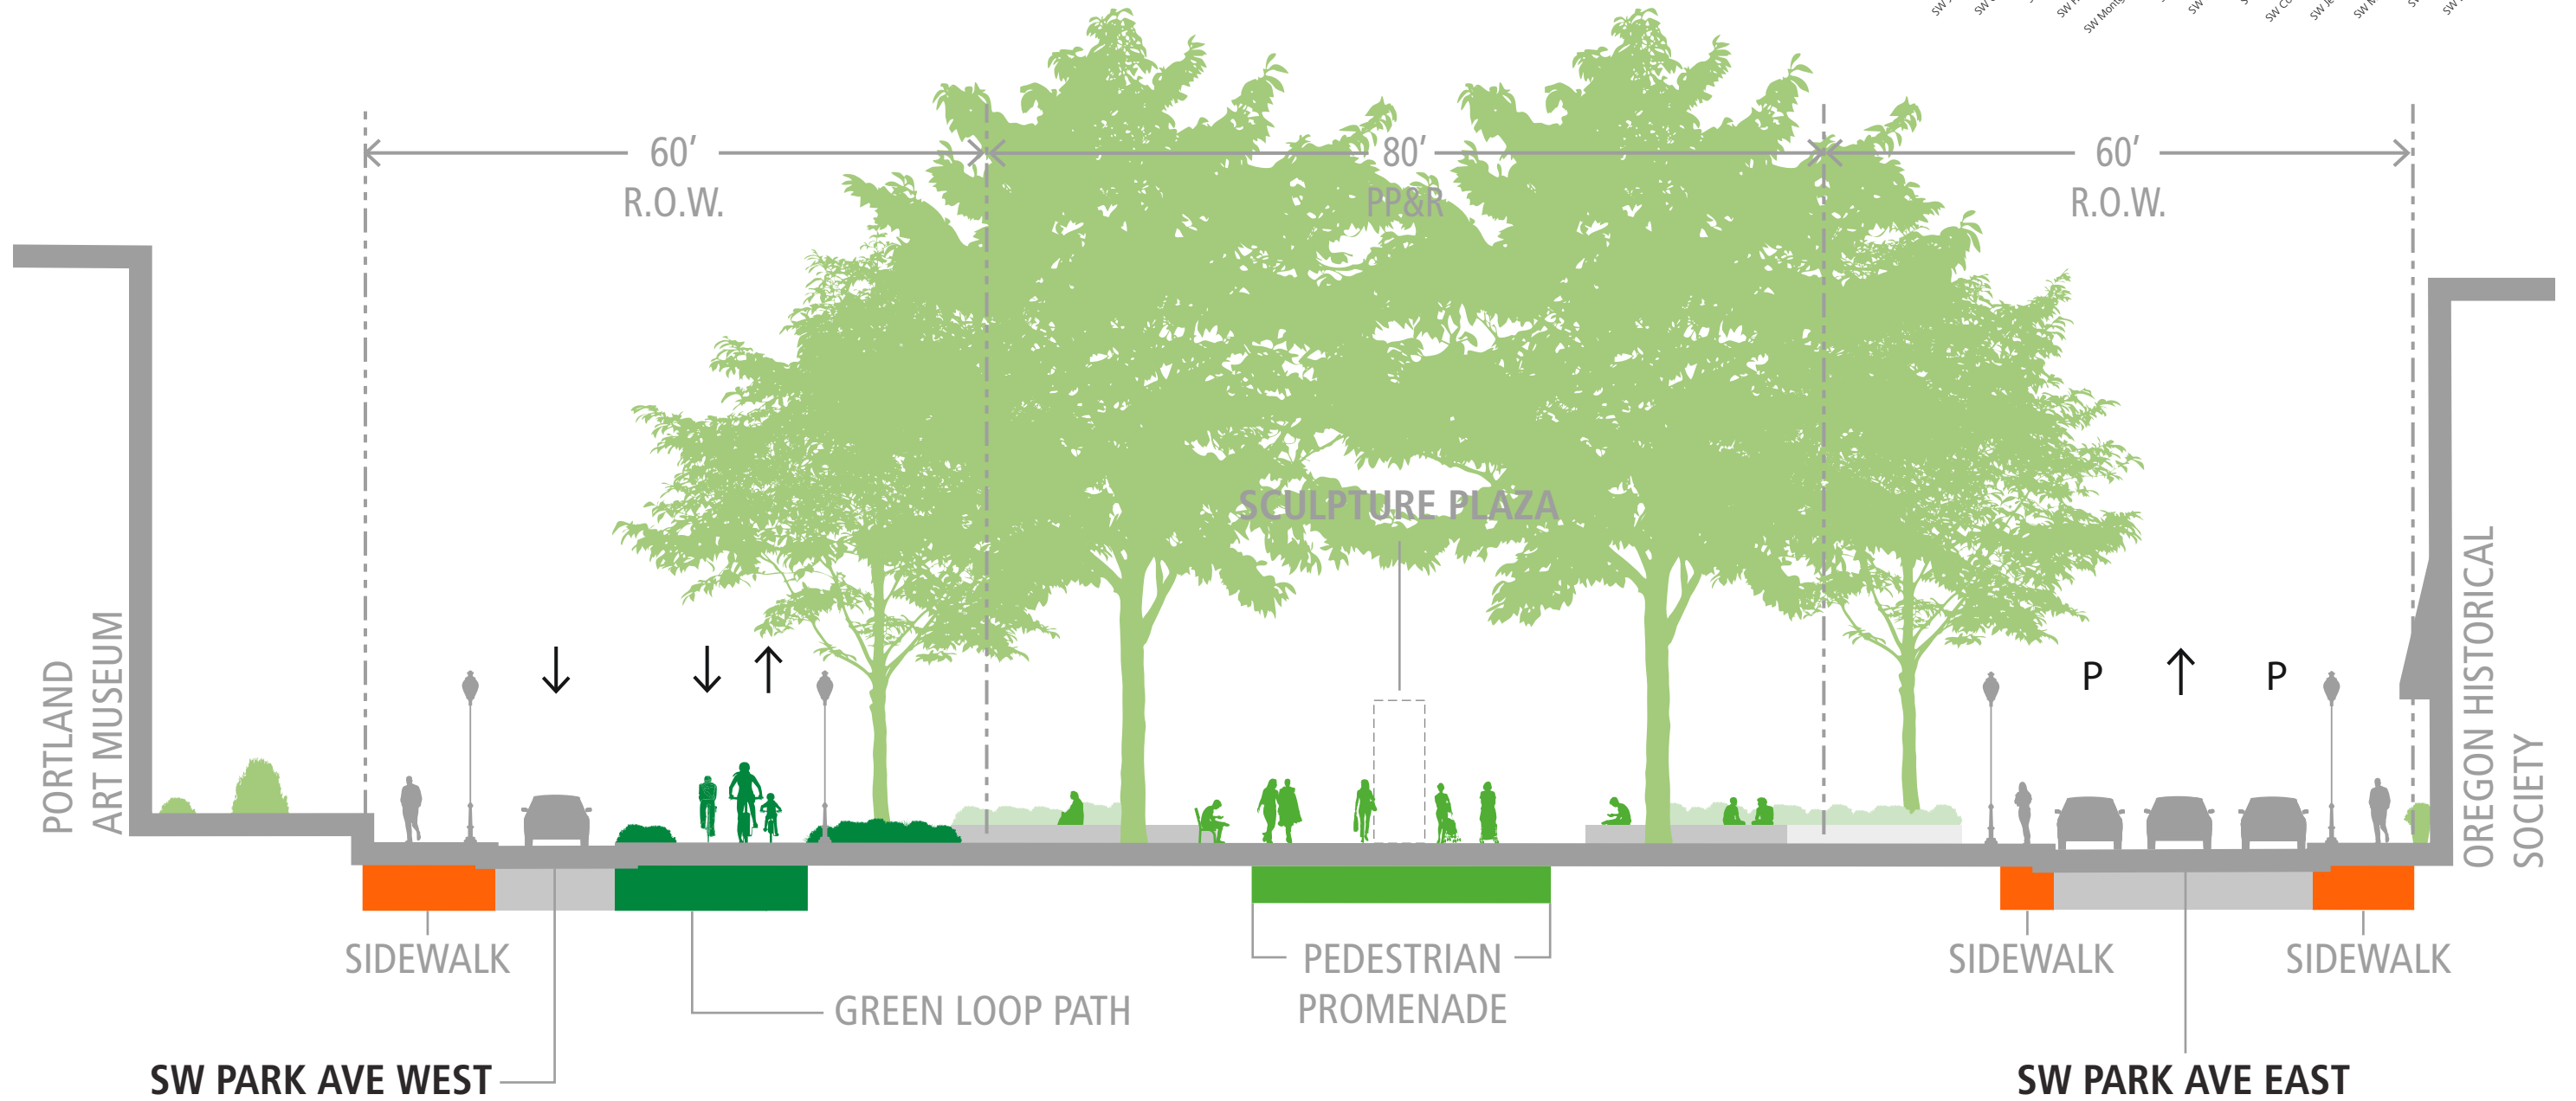 60’
80’
60’
R.O.W.
PP&R
R.O.W.
SCULPTURE PLAZA
PORTLAND
ART MUSEUM
P
P
OREGON HISTORICAL
SOCIETY
SIDEWALK
PEDESTRIAN
PROMENADE
SIDEWALK
SIDEWALK
GREEN LOOP PATH
SW PARK AVE WEST
SW PARK AVE EAST